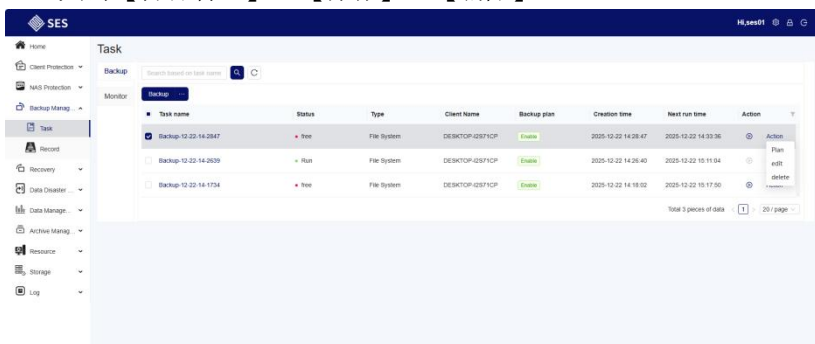 SES
Hi,ses01
Home
Client Protection
NAS Protection
Backup Manag...
Task
Record
Recovery
Data Disaster ...
Data Manage...
Archive Manag...
Resource
Storage
Log
Task
Backup
Monitor
Search based on task name
Backup ...
Task name Status Type Client Name Backup plan Creation time Next run time Action
Backup-12-22-14-2847 free File System DESKTOP-I2S71CP Enable 2025-12-22 14:28:47 2025-12-22 14:33:36 Action
Backup-12-22-14-2639 Run File System DESKTOP-I2S71CP Enable 2025-12-22 14:26:40 2025-12-22 15:11:04
Backup-12-22-14-1734 free File System DESKTOP-I2S71CP Enable 2025-12-22 14:18:02 2025-12-22 15:17:50
Plan
edit
delete
Total 3 pieces of data 1 20 / page